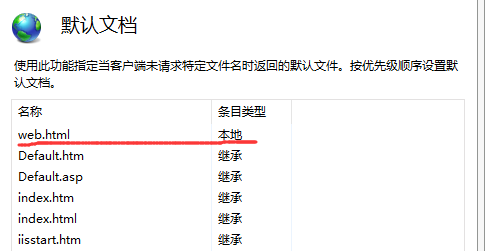 默认文档
使用此功能指定当客户端未请求特定文件名时返回的默认文件。按优先级顺序设置默
认文档。
名称 条目类型
web.html 本地
Default.htm 继承
Default.asp 继承
index.htm 继承
index.html 继承
iisstart.htm 继承